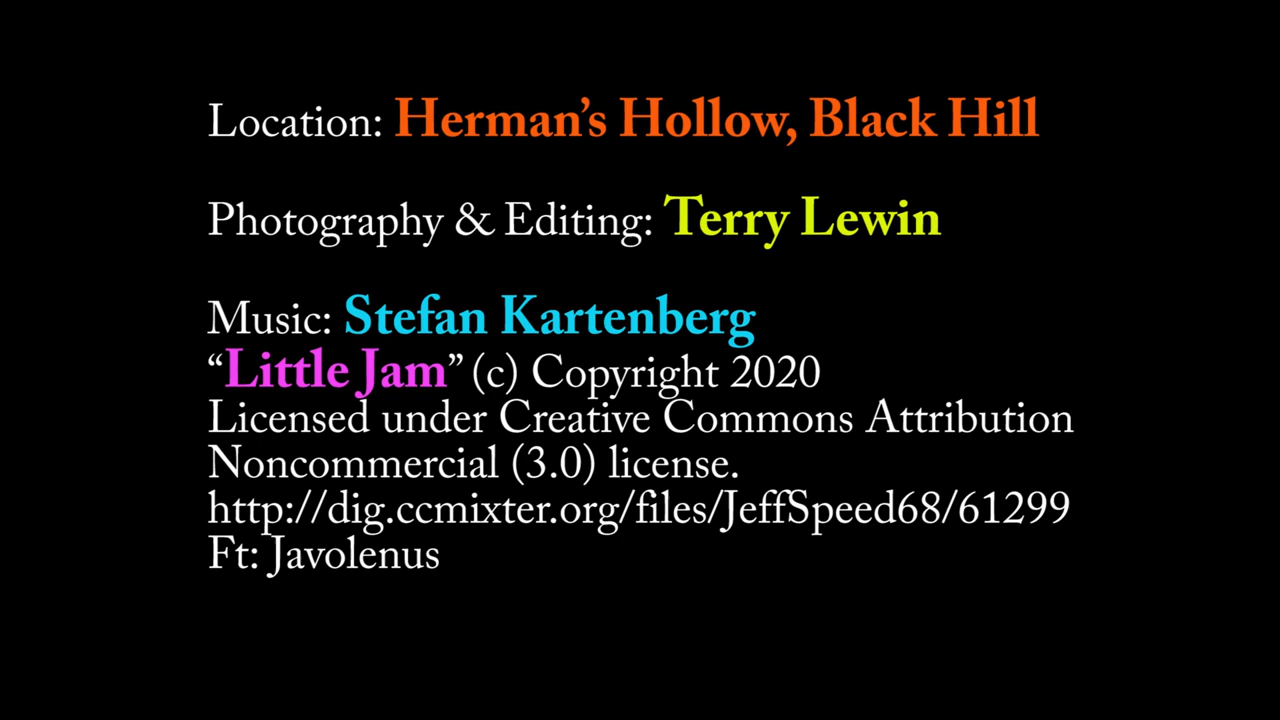 Location: Herman’s Hollow, Black Hill
Photography & Editing: Terry Lewin
Music: Stefan Kartenberg
“Little Jam” (c) Copyright 2020
Licensed under Creative Commons Attribution
Noncommercial (3.0) license.
http://dig.ccmixter.org/files/JeffSpeed68/61299
Ft: Javolenus